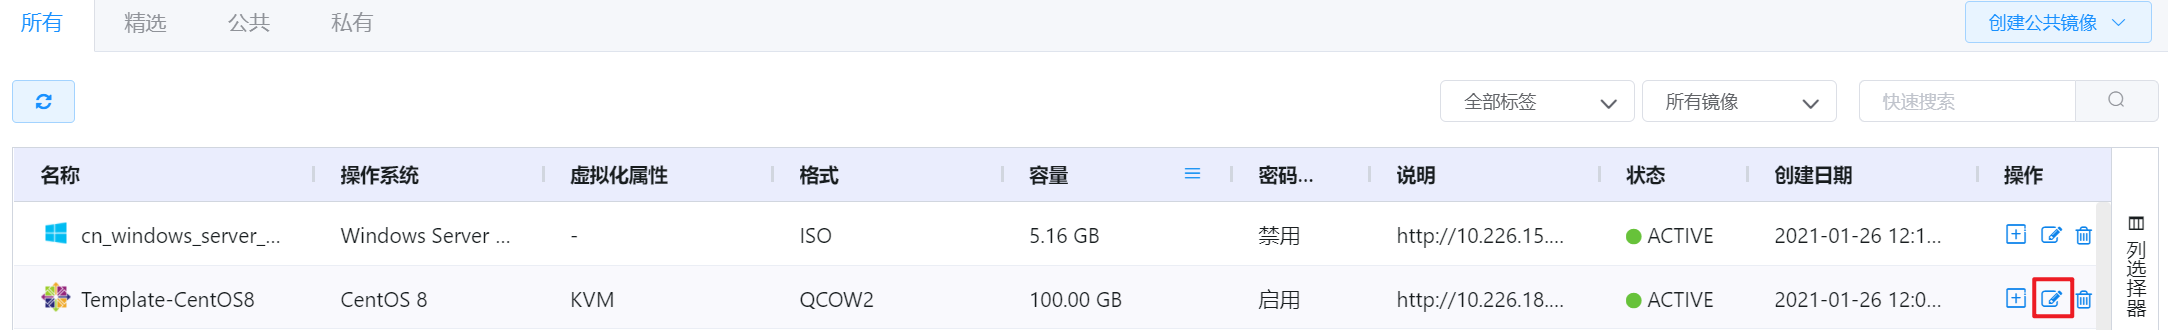 所有 精选 公共 私有 创建公共镜像
全部标签 所有镜像 快速搜索
名称 操作系统 虚拟化属性 格式 容量 密码... 说明 状态 创建日期 操作
cn_windows_server_... Windows Server ... - ISO 5.16 GB 禁用 http://10.226.15.... ACTIVE 2021-01-26 12:1...
Template-CentOS8 CentOS 8 KVM QCOW2 100.00 GB 启用 http://10.226.18.... ACTIVE 2021-01-26 12:0...
列选择器